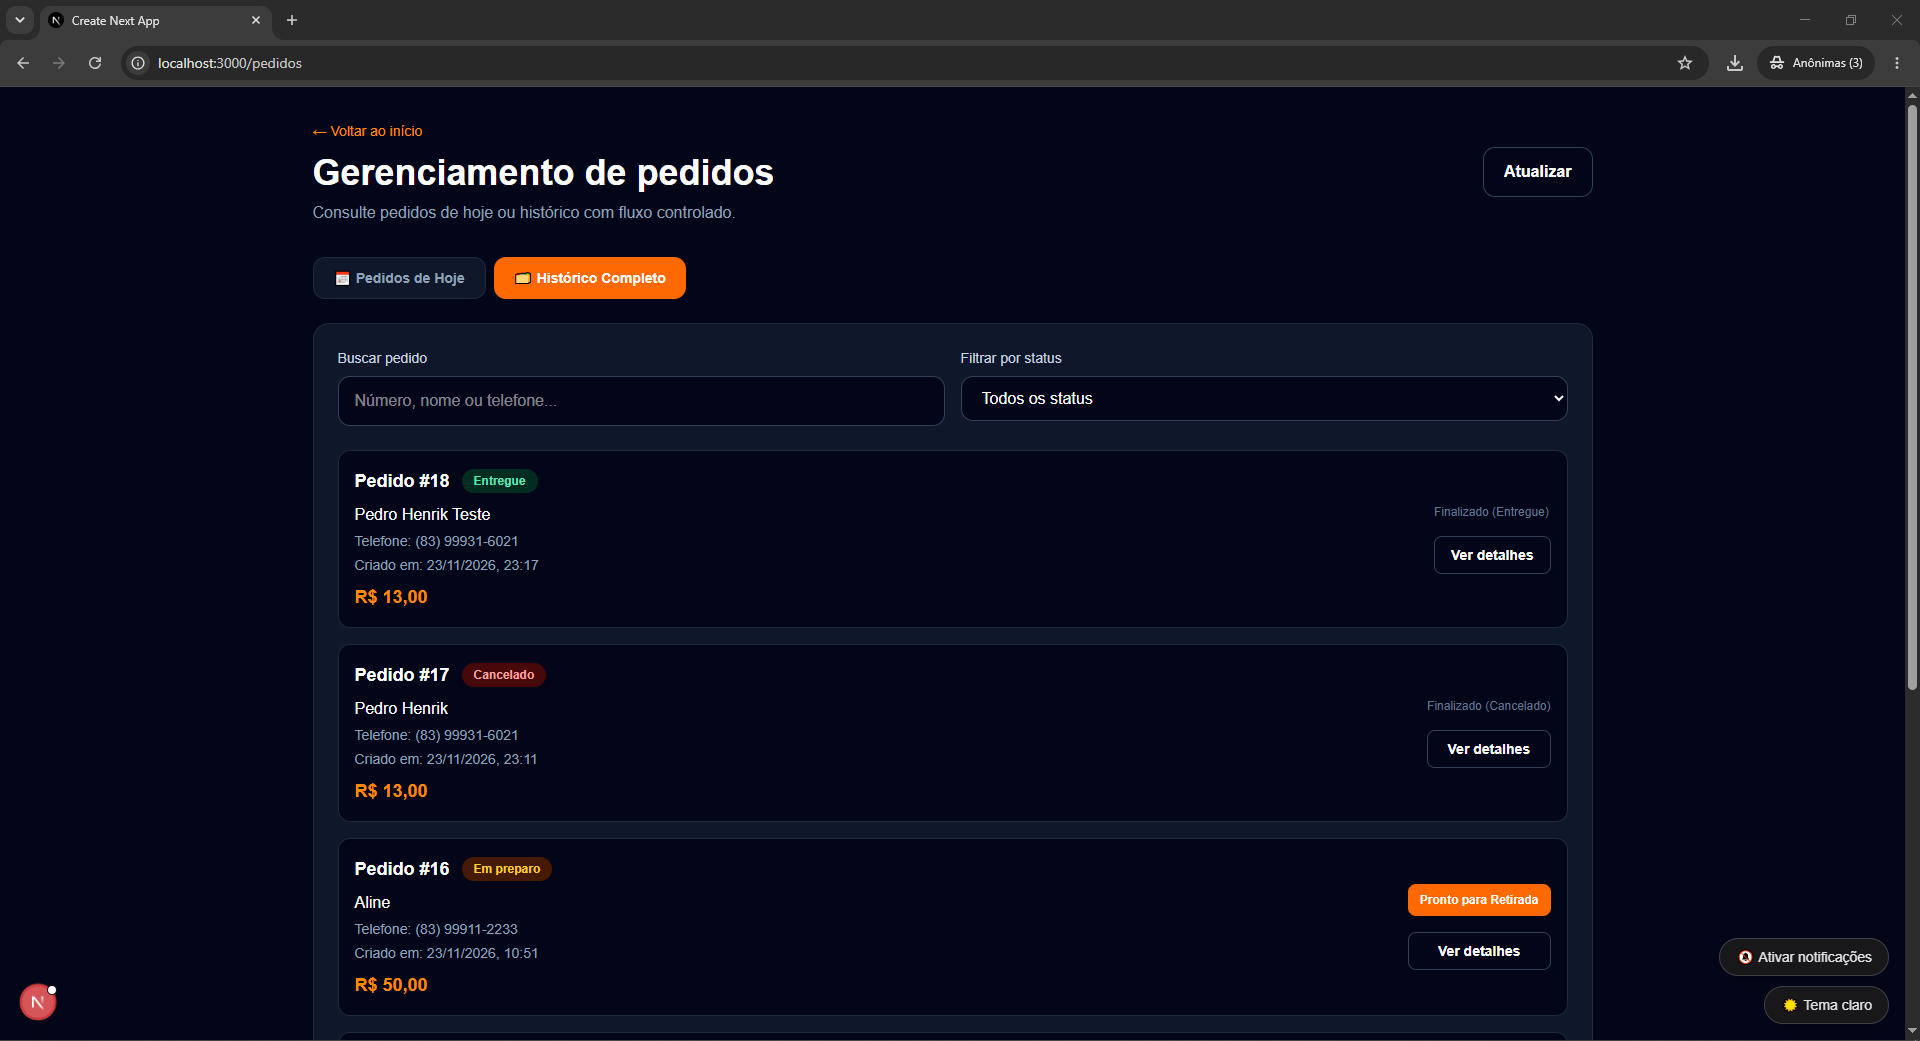 Create Next App
localhost:3000/pedidos
Anônimas (3)
← Voltar ao início
Gerenciamento de pedidos
Atualizar
Consulte pedidos de hoje ou histórico com fluxo controlado.
Pedidos de Hoje
Histórico Completo
Buscar pedido
Filtrar por status
Número, nome ou telefone...
Todos os status
Pedido #18
Entregue
Pedro Henrik Teste
Telefone: (83) 99931-6021
Criado em: 23/11/2026, 23:17
R$ 13,00
Finalizado (Entregue)
Ver detalhes
Pedido #17
Cancelado
Pedro Henrik
Telefone: (83) 99931-6021
Criado em: 23/11/2026, 23:11
R$ 13,00
Finalizado (Cancelado)
Ver detalhes
Pedido #16
Em preparo
Aline
Telefone: (83) 99911-2233
Criado em: 23/11/2026, 10:51
R$ 50,00
Pronto para Retirada
Ver detalhes
Ativar notificações
Tema claro
N